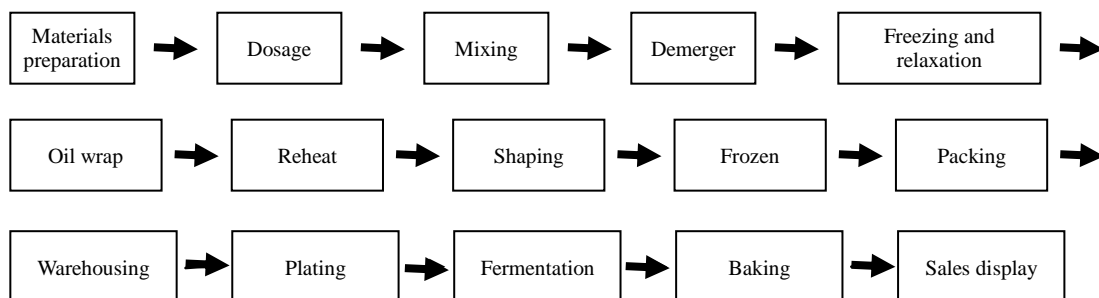 Materials
preparation
Dosage
Mixing
Demerger
Freezing and
relaxation
Oil wrap
Reheat
Shaping
Frozen
Packing
Warehousing
Plating
Fermentation
Baking
Sales display